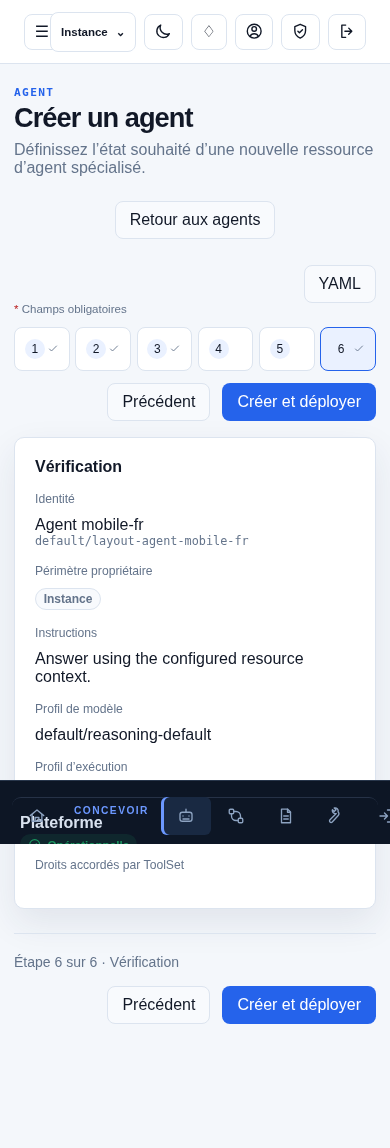 Instance
AGENT
Créer un agent
Définissez l’état souhaité d’une nouvelle ressource
d’agent spécialisé.
Retour aux agents
YAML
* Champs obligatoires
1 2 3 4 5 6
Précédent Créer et déployer
Vérification
Identité
Agent mobile-fr
default/layout-agent-mobile-fr
Périmètre propriétaire
Instance
Instructions
Answer using the configured resource
context.
Profil de modèle
default/reasoning-default
Profil d’exécution
CONCEVOIR
Plateforme
Opérationnelle
Droits accordés par ToolSet
Étape 6 sur 6 · Vérification
Précédent Créer et déployer